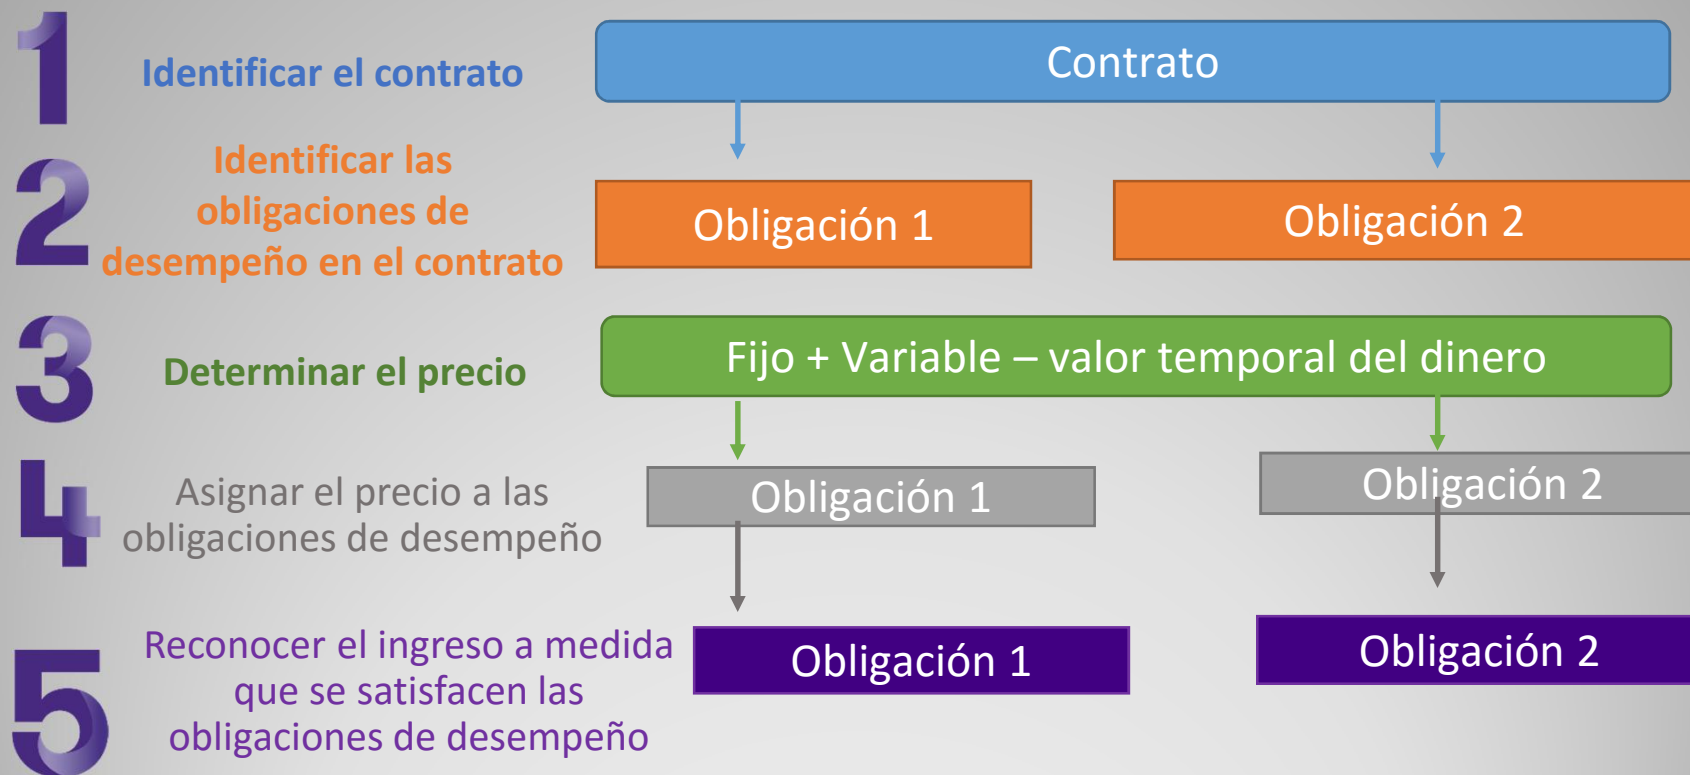 1
Identificar el contrato
Contrato
2
Identificar las
obligaciones de
desempeño en el contrato
Obligación 1
Obligación 2
3
Determinar el precio
Fijo + Variable – valor temporal del dinero
4
Asignar el precio a las
obligaciones de desempeño
Obligación 1
Obligación 2
5
Reconocer el ingreso a medida
que se satisfacen las
obligaciones de desempeño
Obligación 1
Obligación 2